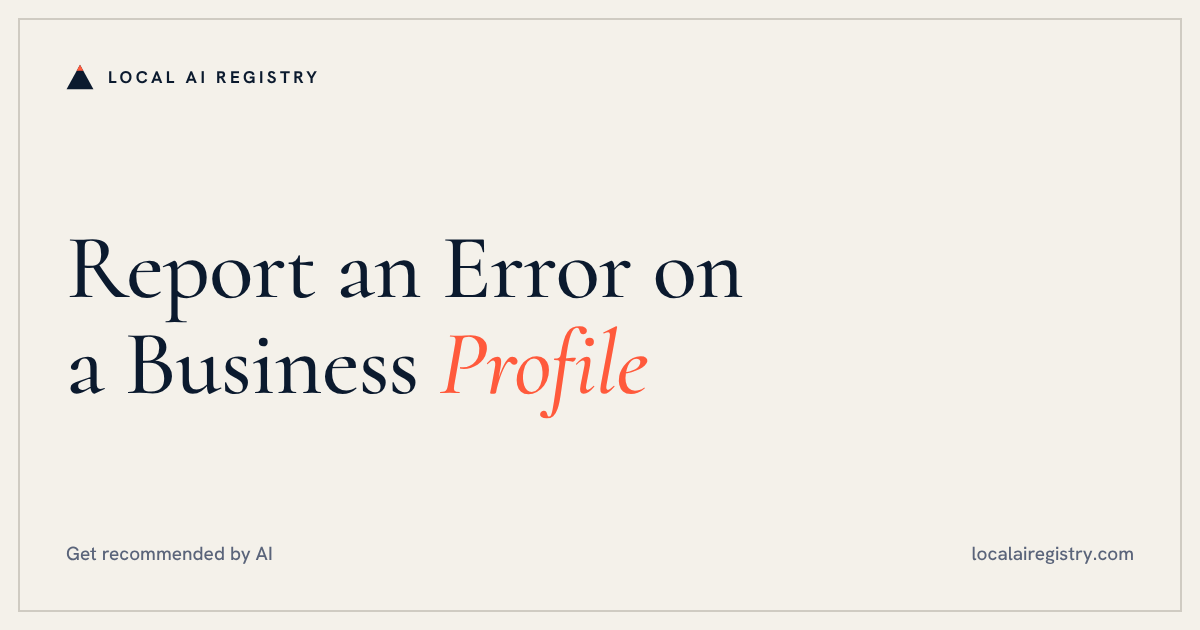 LOCAL AI REGISTRY
Report an Error on
a Business Profile
Get recommended by AI
localairegistry.com